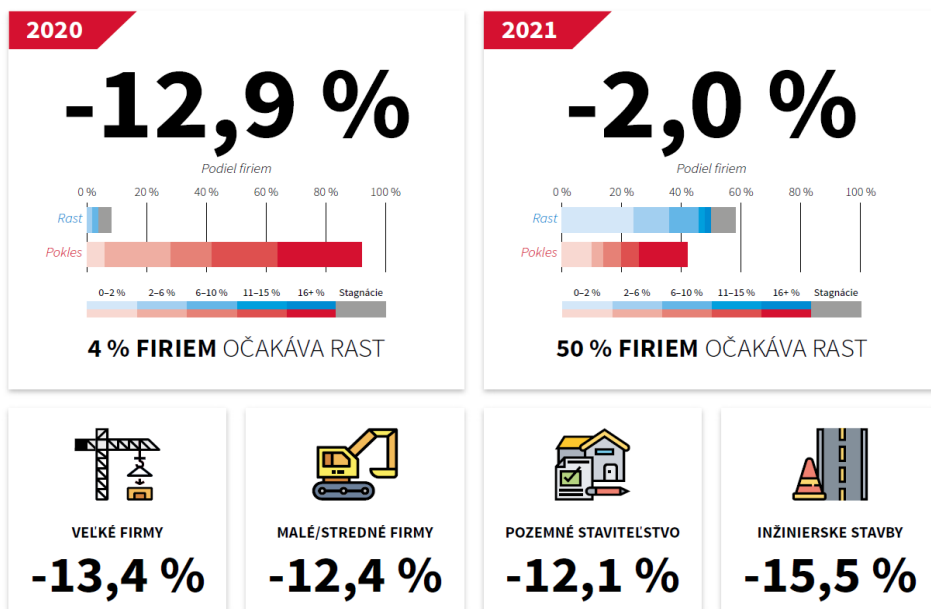 2020
-12,9 %
Podiel firiem
0 % 20 % 40 % 60 % 80 % 100 %
Rast
Pokles
0–2 % 2–6 % 6–10 % 11–15 % 16+ % Stagnácie
4 % FIRIEM OČAKÁVA RAST
2021
-2,0 %
Podiel firiem
0 % 20 % 40 % 60 % 80 % 100 %
Rast
Pokles
0–2 % 2–6 % 6–10 % 11–15 % 16+ % Stagnácie
50 % FIRIEM OČAKÁVA RAST
VEĽKÉ FIRMY
-13,4 %
MALÉ/STREDNÉ FIRMY
-12,4 %
POZEMNÉ STAVITEĽSTVO
-12,1 %
INŽINIERSKE STAVBY
-15,5 %